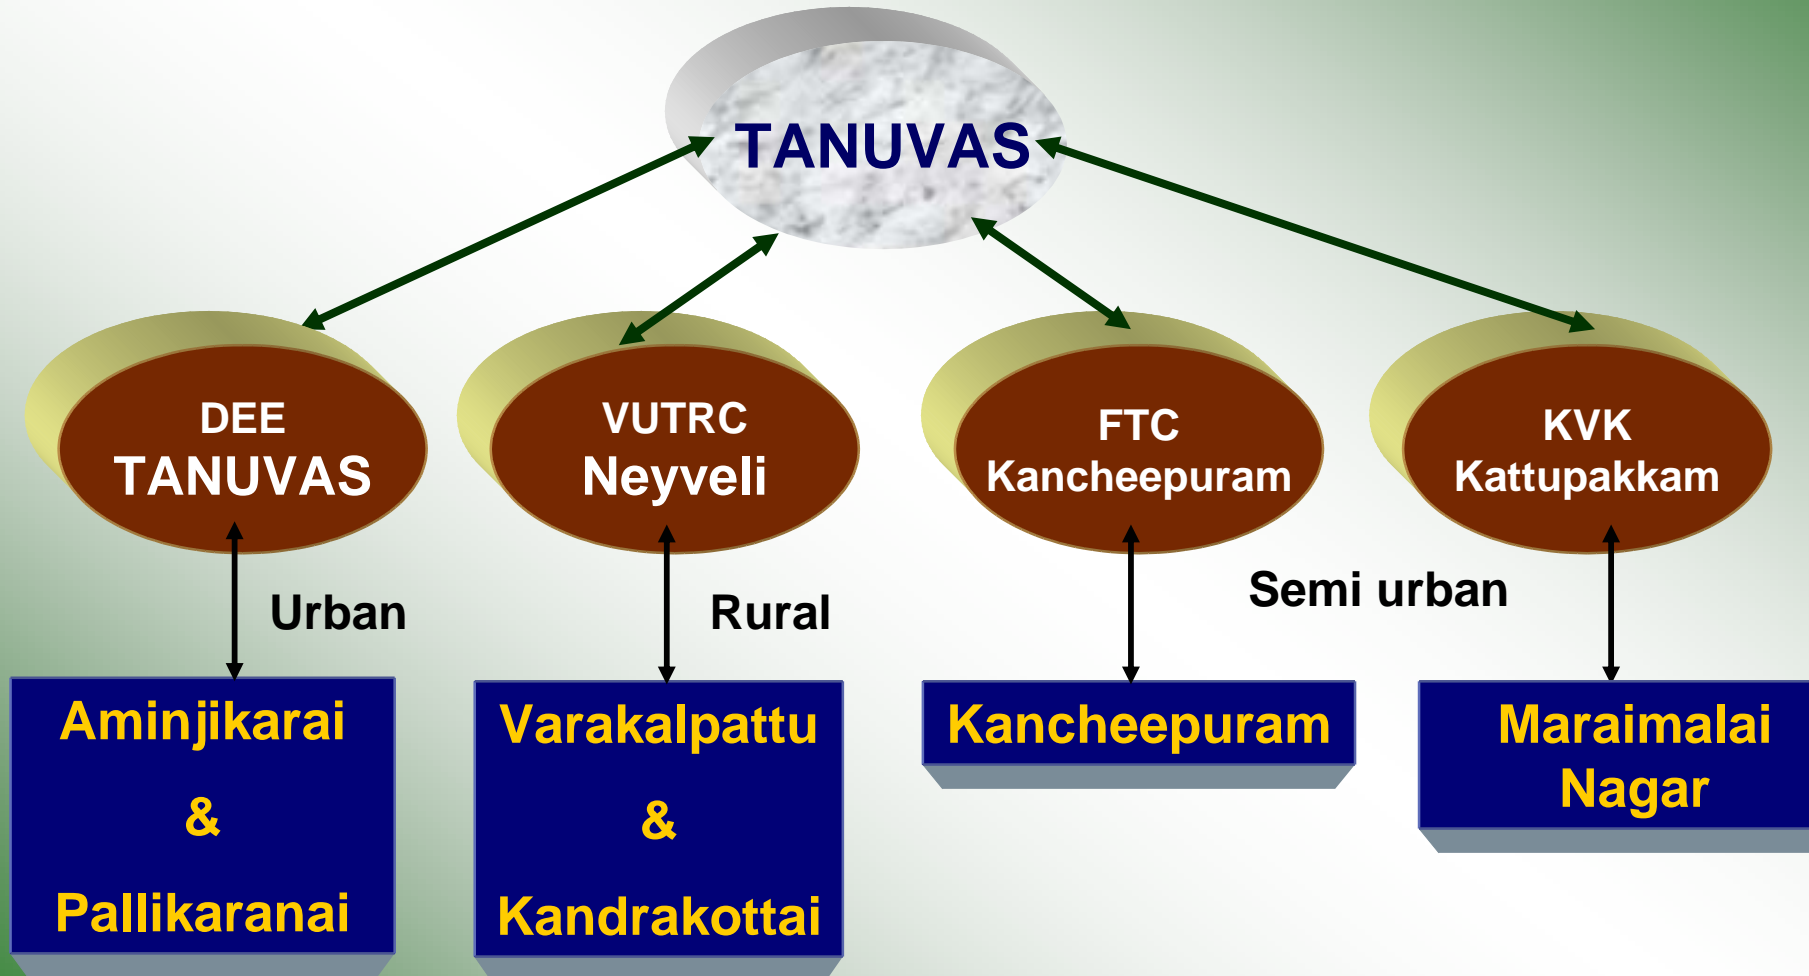 TANUVAS
DEE
TANUVAS
VUTRC
Neyveli
FTC
Kancheepuram
KVK
Kattupakkam
Urban
Rural
Semi urban
Aminjikarai
&
Pallikaranai
Varakalpattu
&
Kandrakottai
Kancheepuram
Maraimalai
Nagar